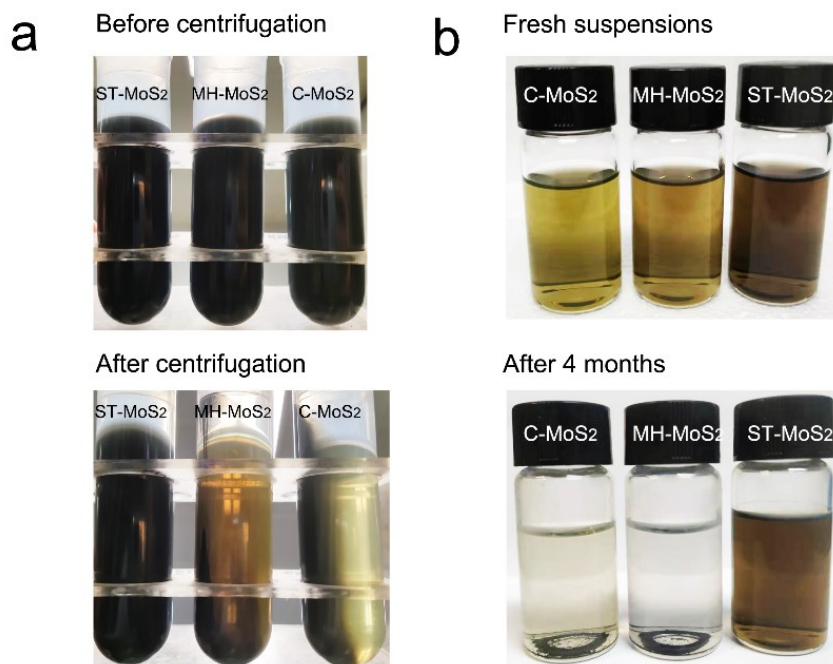 a
Before centrifugation
ST-MoS2
MH-MoS2
C-MoS2
After centrifugation
ST-MoS2
MH-MoS2
C-MoS2
b
Fresh suspensions
C-MoS2
MH-MoS2
ST-MoS2
After 4 months
C-MoS2
MH-MoS2
ST-MoS2